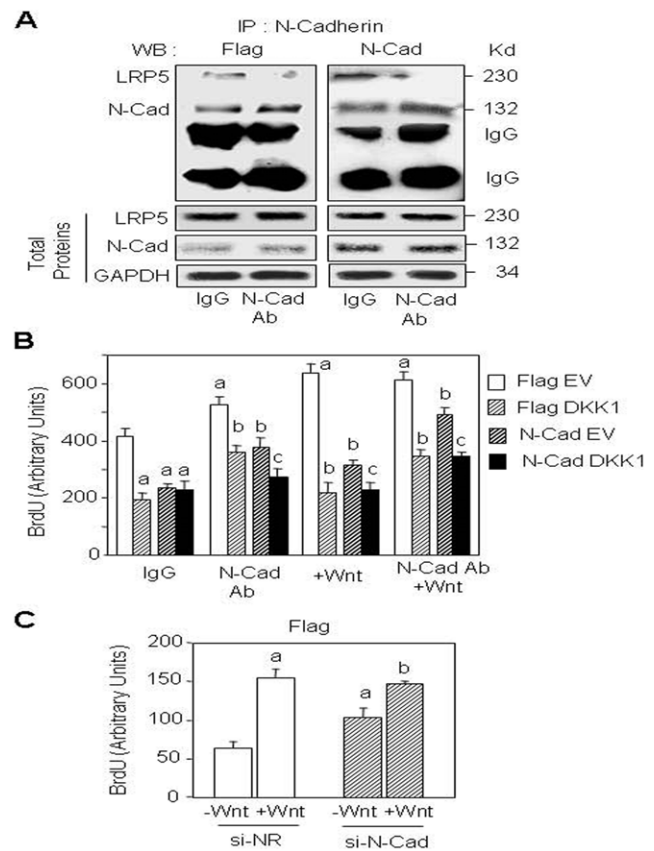 A
IP : N-Cadherin
WB : Flag N-Cad Kd
LRP5 230
N-Cad 132
IgG
IgG
Total Proteins
LRP5 230
N-Cad 132
GAPDH 34
IgG N-Cad Ab IgG N-Cad Ab
B
BrdU (Arbitrary Units)
600
400
200
0
a a a a
a b b c
a b b c
a b b c
IgG N-Cad Ab +Wnt N-Cad Ab +Wnt
Flag EV
Flag DKK1
N-Cad EV
N-Cad DKK1
C
Flag
BrdU (Arbitrary Units)
200
150
100
50
0
a a b
-Wnt +Wnt -Wnt +Wnt
si-NR si-N-Cad